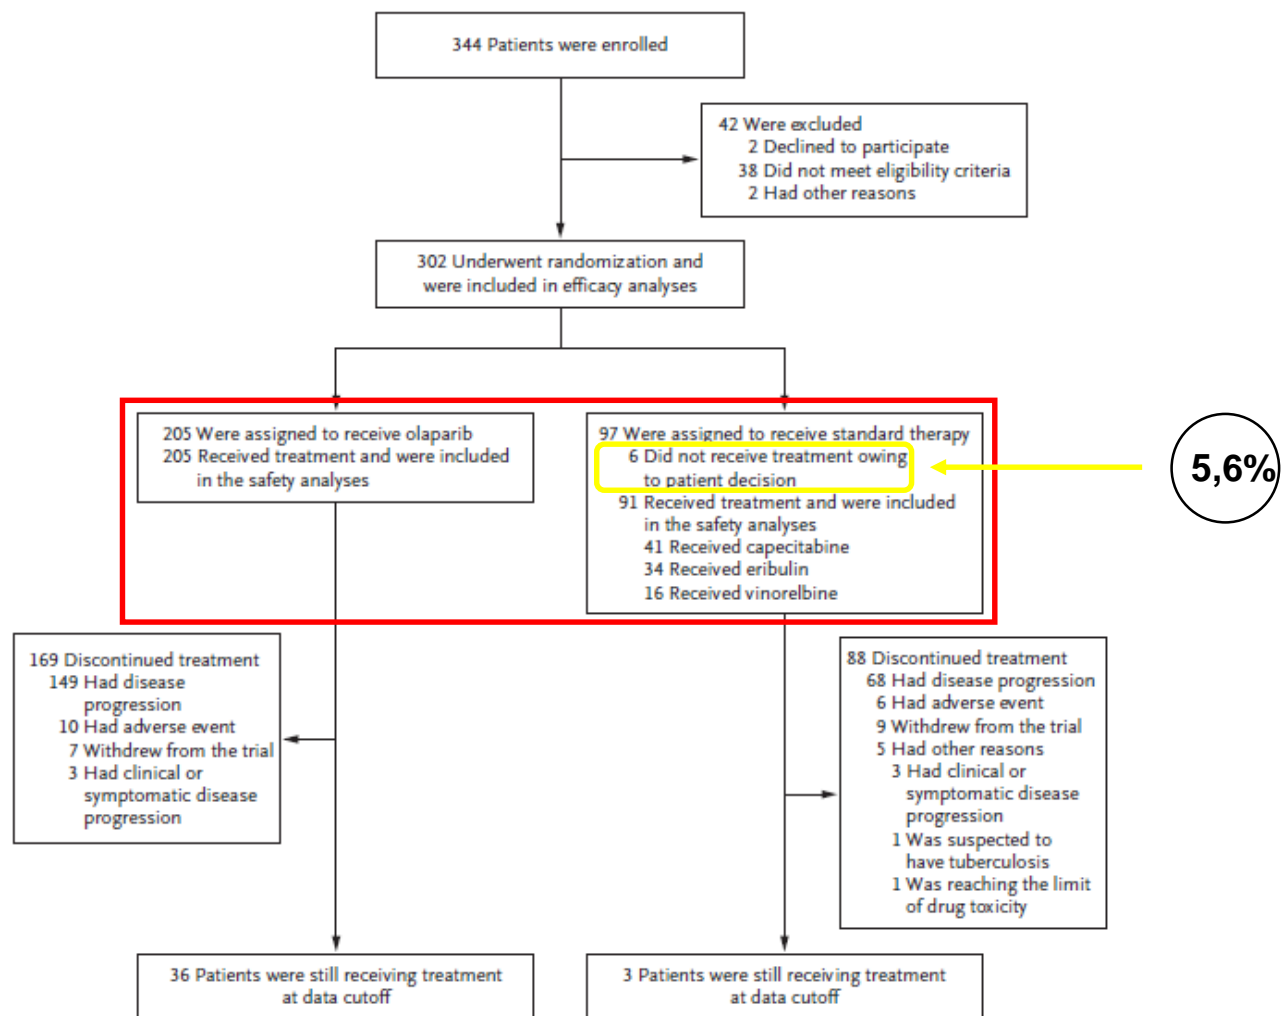 344 Patients were enrolled
42 Were excluded
2 Declined to participate
38 Did not meet eligibility criteria
2 Had other reasons
302 Underwent randomization and
were included in efficacy analyses
205 Were assigned to receive olaparib
205 Received treatment and were included
in the safety analyses
97 Were assigned to receive standard therapy
6 Did not receive treatment owing
to patient decision
91 Received treatment and were included
in the safety analyses
41 Received capecitabine
34 Received eribulin
16 Received vinorelbine
5,6%
169 Discontinued treatment
149 Had disease
progression
10 Had adverse event
7 Withdrew from the trial
3 Had clinical or
symptomatic disease
progression
88 Discontinued treatment
68 Had disease progression
6 Had adverse event
9 Withdrew from the trial
5 Had other reasons
3 Had clinical or
symptomatic disease
progression
1 Was suspected to
have tuberculosis
1 Was reaching the limit
of drug toxicity
36 Patients were still receiving treatment
at data cutoff
3 Patients were still receiving treatment
at data cutoff